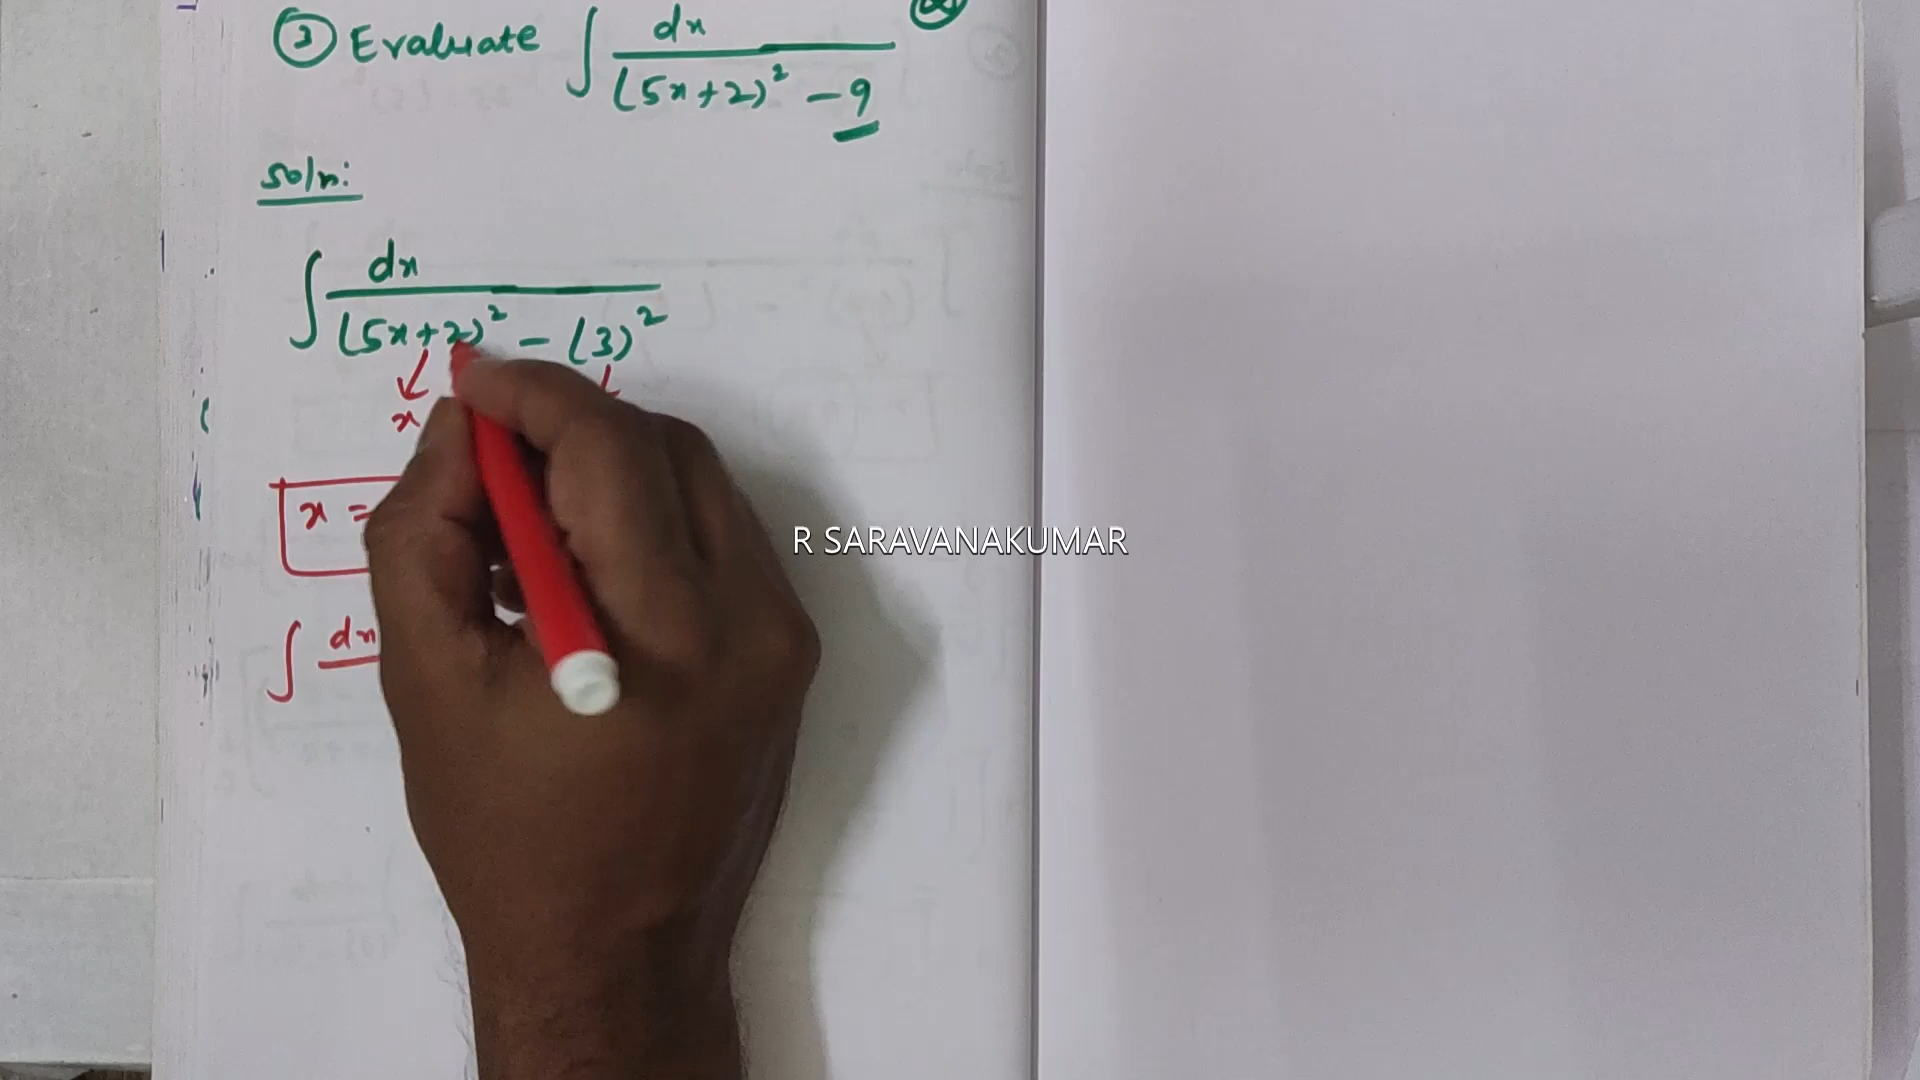 ③ Evaluate ∫ dx / (5x+2)² - 9
Soln:
∫ dx / (5x+2)² - (3)²
x
x =
R SARAVANAKUMAR
∫ dx